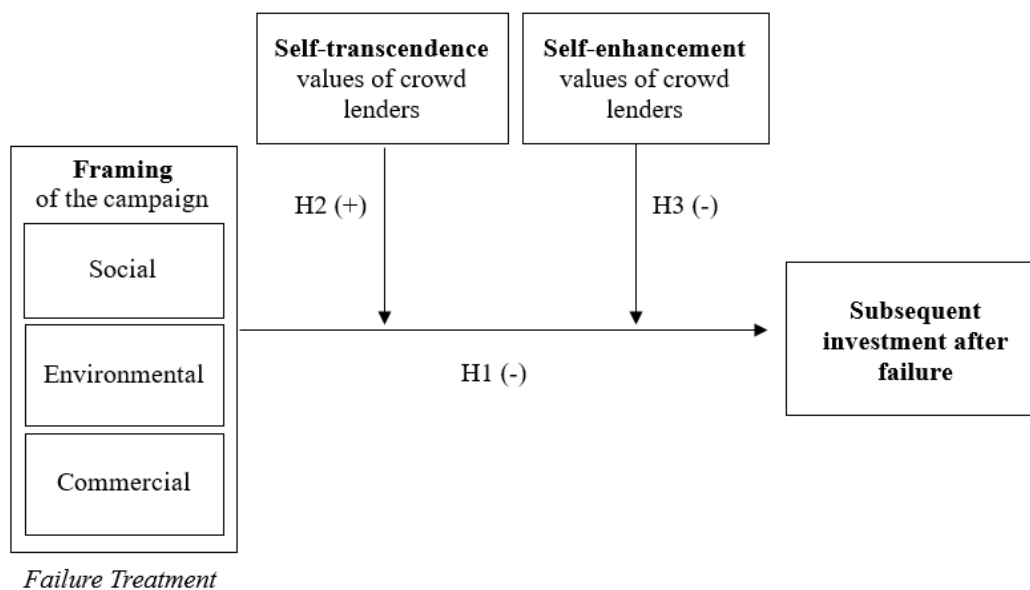 Self-transcendence
values of crowd
lenders
Self-enhancement
values of crowd
lenders
Framing
of the campaign
Social
Environmental
Commercial
Failure Treatment
H2 (+)
H3 (-)
H1 (-)
Subsequent
investment after
failure